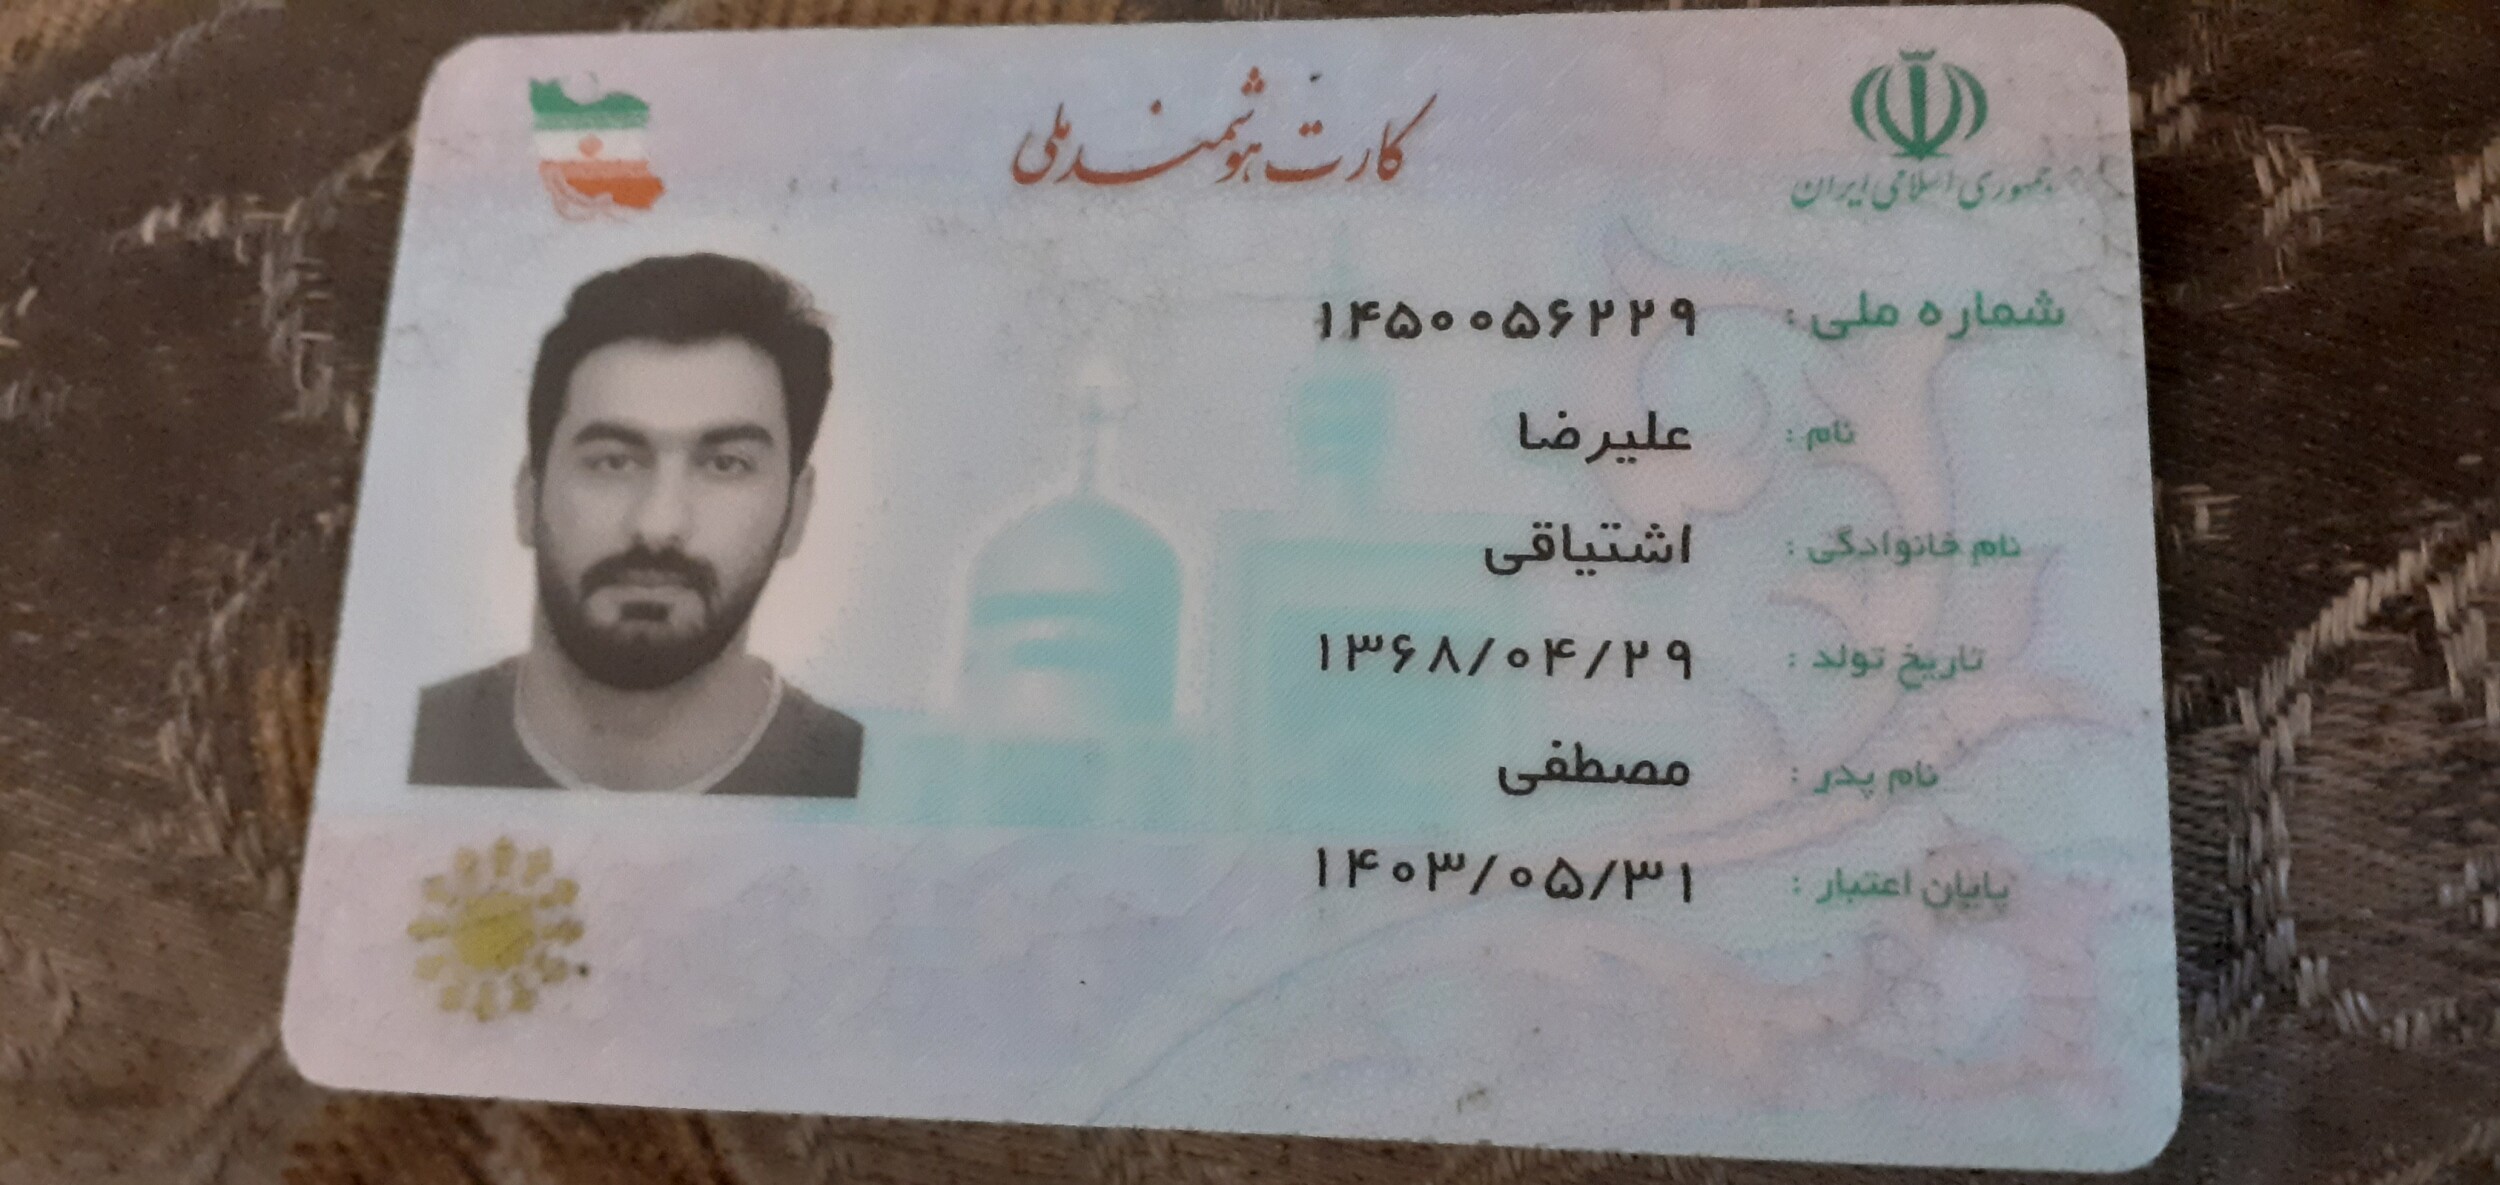 جمهوری اسلامی ایران
کارت هوشمند ملی
شماره ملی : ۱۴۵۰۰۵۶۲۲۹
نام : علیرضا
نام خانوادگی : اشتیاقی
تاریخ تولد : ۱۳۶۸/۰۴/۲۹
نام پدر : مصطفی
پایان اعتبار : ۱۴۰۳/۰۵/۳۱